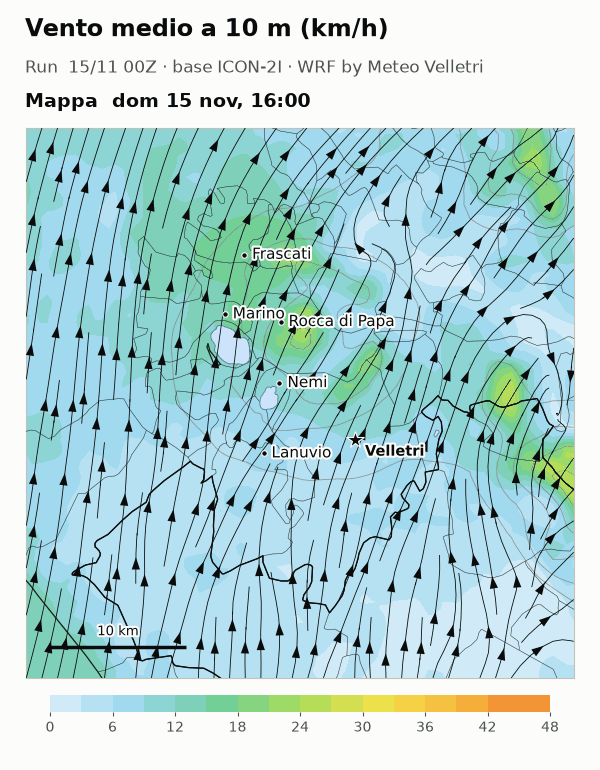 Vento medio a 10 m (km/h)
Run  15/11 00Z · base ICON-2I · WRF by Meteo Velletri
Mappa  dom 15 nov, 16:00
Frascati
Marino
Rocca di Papa
Nemi
Lanuvio
Velletri
10 km
0 6 12 18 24 30 36 42 48